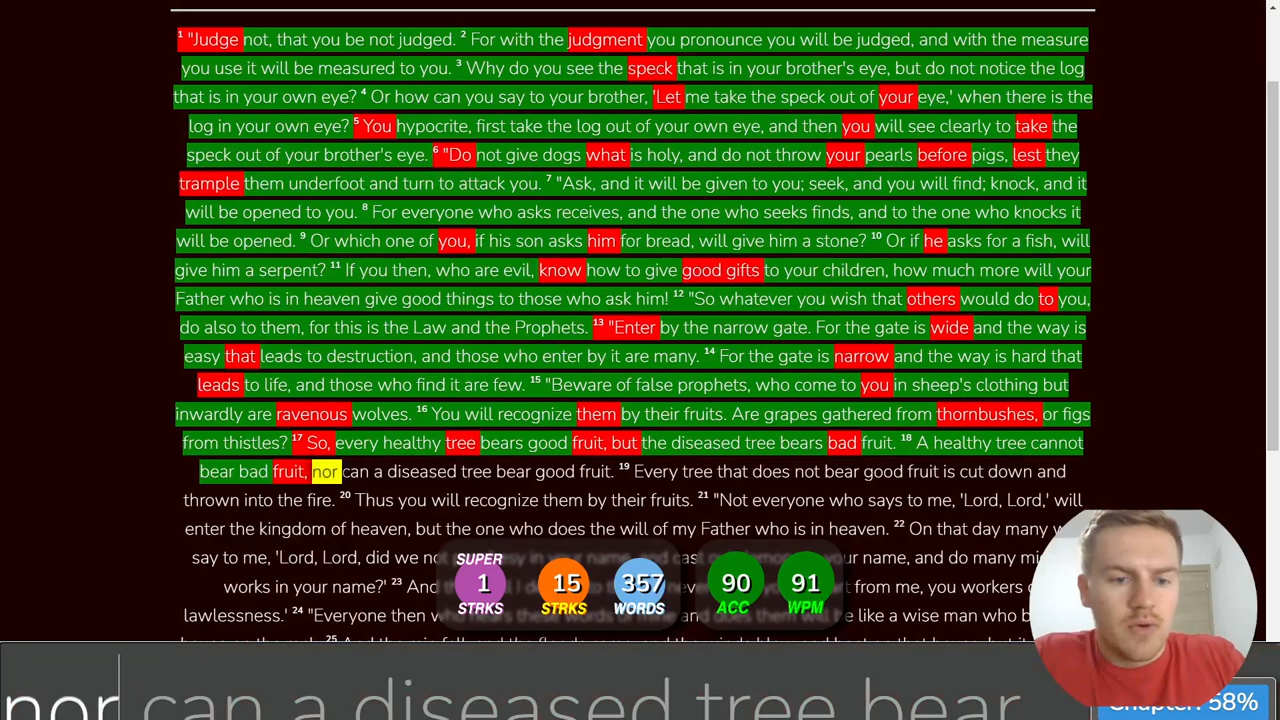 1 "Judge not, that you be not judged. 2 For with the judgment you pronounce you will be judged, and with the measure
you use it will be measured to you. 3 Why do you see the speck that is in your brother's eye, but do not notice the log
that is in your own eye? 4 Or how can you say to your brother, 'Let me take the speck out of your eye,' when there is the
log in your own eye? 5 You hypocrite, first take the log out of your own eye, and then you will see clearly to take the
speck out of your brother's eye. 6 "Do not give dogs what is holy, and do not throw your pearls before pigs, lest they
trample them underfoot and turn to attack you. 7 "Ask, and it will be given to you; seek, and you will find; knock, and it
will be opened to you. 8 For everyone who asks receives, and the one who seeks finds, and to the one who knocks it
will be opened. 9 Or which one of you, if his son asks him for bread, will give him a stone? 10 Or if he asks for a fish, will
give him a serpent? 11 If you then, who are evil, know how to give good gifts to your children, how much more will your
Father who is in heaven give good things to those who ask him! 12 "So whatever you wish that others would do to you,
do also to them, for this is the Law and the Prophets. 13 "Enter by the narrow gate. For the gate is wide and the way is
easy that leads to destruction, and those who enter by it are many. 14 For the gate is narrow and the way is hard that
leads to life, and those who find it are few. 15 "Beware of false prophets, who come to you in sheep's clothing but
inwardly are ravenous wolves. 16 You will recognize them by their fruits. Are grapes gathered from thornbushes, or figs
from thistles? 17 So, every healthy tree bears good fruit, but the diseased tree bears bad fruit. 18 A healthy tree cannot
bear bad fruit, nor can a diseased tree bear good fruit. 19 Every tree that does not bear good fruit is cut down and
thrown into the fire. 20 Thus you will recognize them by their fruits. 21 "Not everyone who says to me, 'Lord, Lord,' will
enter the kingdom of heaven, but the one who does the will of my Father who is in heaven. 22 On that day many
say to me, 'Lord, Lord, did we not your name, and do many
works in your name?' 23 And from me, you workers
lawlessness.' 24 "Everyone then be like a wise man who
SUPER 1 STRKS 15 STRKS 357 WORDS 90 ACC 91 WPM
nor can a diseased tree bear
Chapter: 58%